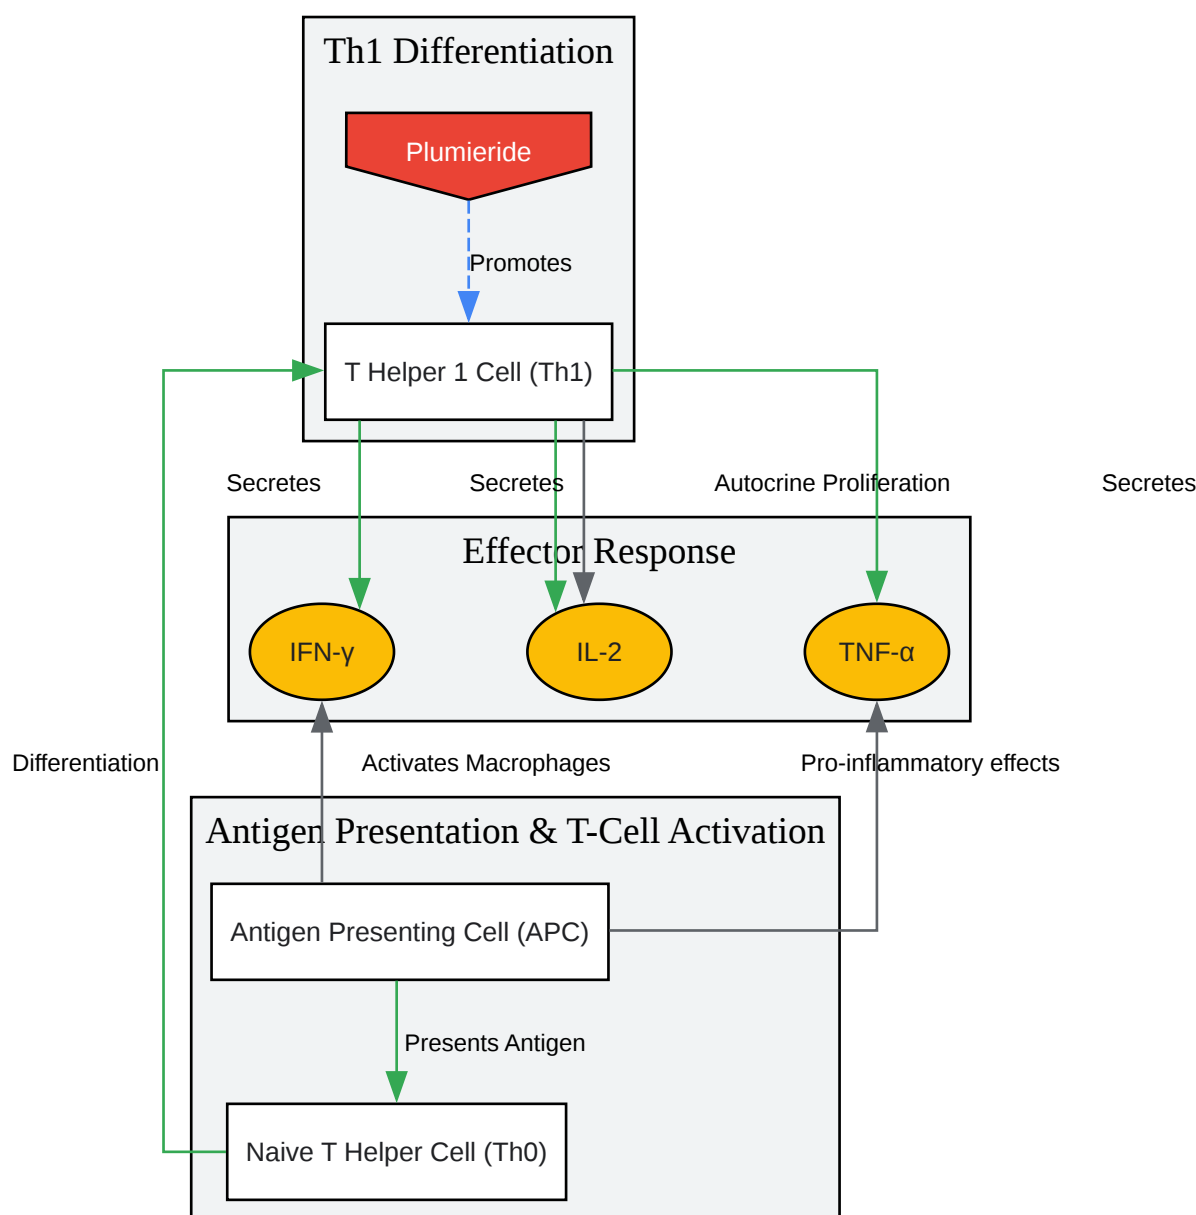 Th1 Differentiation
Plumieride
Promotes
T Helper 1 Cell (Th1)
Secretes
Secretes
Autocrine Proliferation
Secretes
Effector Response
IFN-γ
IL-2
TNF-α
Differentiation
Activates Macrophages
Pro-inflammatory effects
Antigen Presentation & T-Cell Activation
Antigen Presenting Cell (APC)
Presents Antigen
Naive T Helper Cell (Th0)